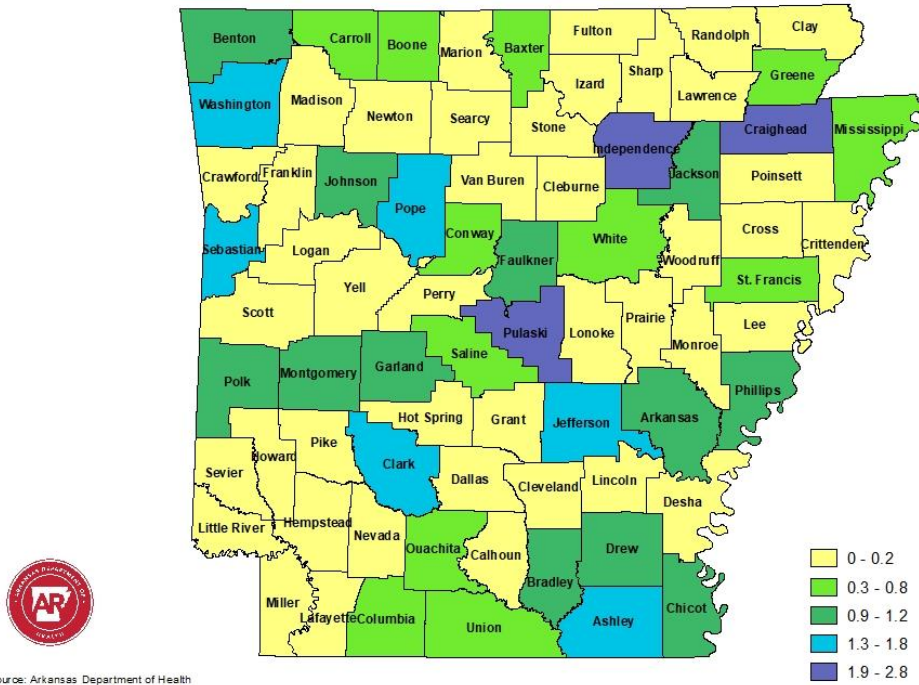 Benton
Carroll
Boone
Marion
Baxter
Fulton
Randolph
Clay
Sharp
Izard
Greene
Washington
Madison
Newton
Searcy
Stone
Lawrence
Independence
Craighead
Mississippi
Crawford
Franklin
Johnson
Pope
Van Buren
Cleburne
Jackson
Poinsett
Sebastian
Logan
Conway
Faulkner
White
Woodruff
Cross
Crittenden
St. Francis
Scott
Yell
Perry
Pulaski
Lonoke
Prairie
Monroe
Lee
Polk
Montgomery
Garland
Saline
Phillips
Hot Spring
Grant
Jefferson
Arkansas
Sevier
Howard
Pike
Clark
Dallas
Cleveland
Lincoln
Desha
Little River
Hempstead
Nevada
Ouachita
Calhoun
Bradley
Drew
Miller
Lafayette
Columbia
Union
Ashley
Chicot
0 - 0.2
0.3 - 0.8
0.9 - 1.2
1.3 - 1.8
1.9 - 2.8
ARKANSAS DEPARTMENT OF
AR
HEALTH
ource: Arkansas Department of Health